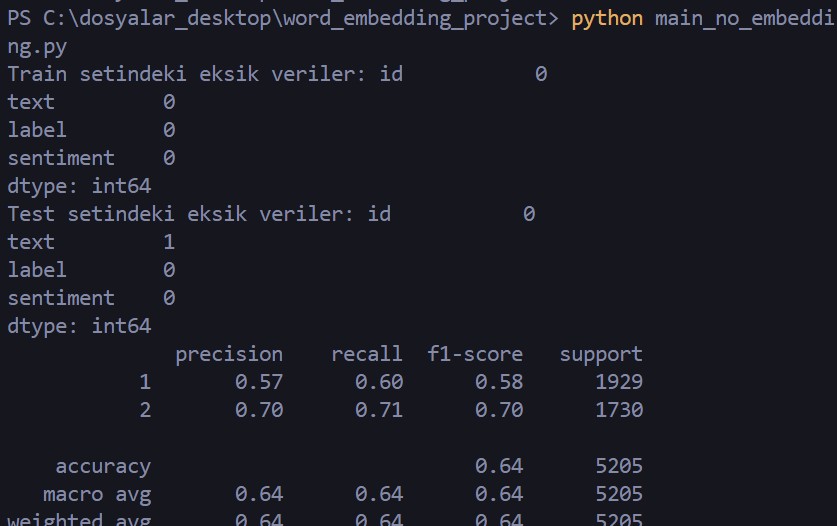 PS C:\dosyalar_desktop\word_embedding_project> python main_no_embeddi
ng.py
Train setindeki eksik veriler: id           0
text         0
label        0
sentiment    0
dtype: int64
Test setindeki eksik veriler: id           0
text         1
label        0
sentiment    0
dtype: int64
              precision    recall  f1-score   support
           1       0.57      0.60      0.58      1929
           2       0.70      0.71      0.70      1730
    accuracy                           0.64      5205
   macro avg       0.64      0.64      0.64      5205
weighted avg       0.64      0.64      0.64      5205